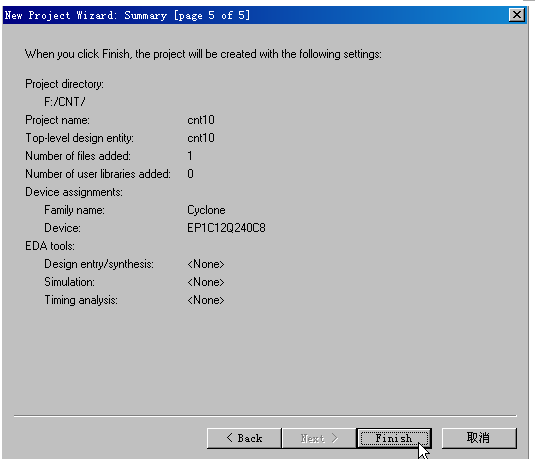 New Project Wizard: Summary [page 5 of 5]
When you click Finish, the project will be created with the following settings:
Project directory:
F:/CNT/
Project name: cnt10
Top-level design entity: cnt10
Number of files added: 1
Number of user libraries added: 0
Device assignments:
Family name: Cyclone
Device: EP1C12Q240C8
EDA tools:
Design entry/synthesis: <None>
Simulation: <None>
Timing analysis: <None>
< Back Next > Finish 取消